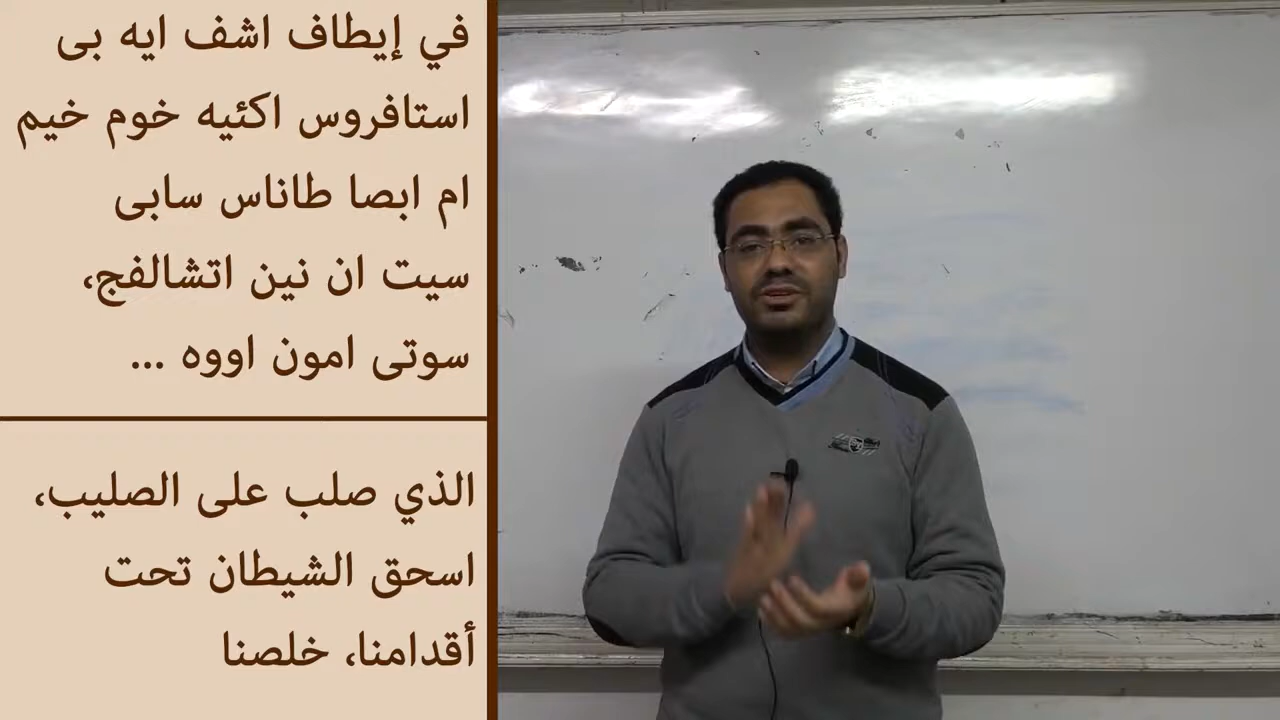 في إيطاف اشف ايه بى
استافروس اكئيه خوم خيم
ام ابصا طاناس سابى
سيت ان نين اتشالفج،
سوتى امون اووه ...
الذي صلب على الصليب،
اسحق الشيطان تحت
أقدامنا، خلصنا